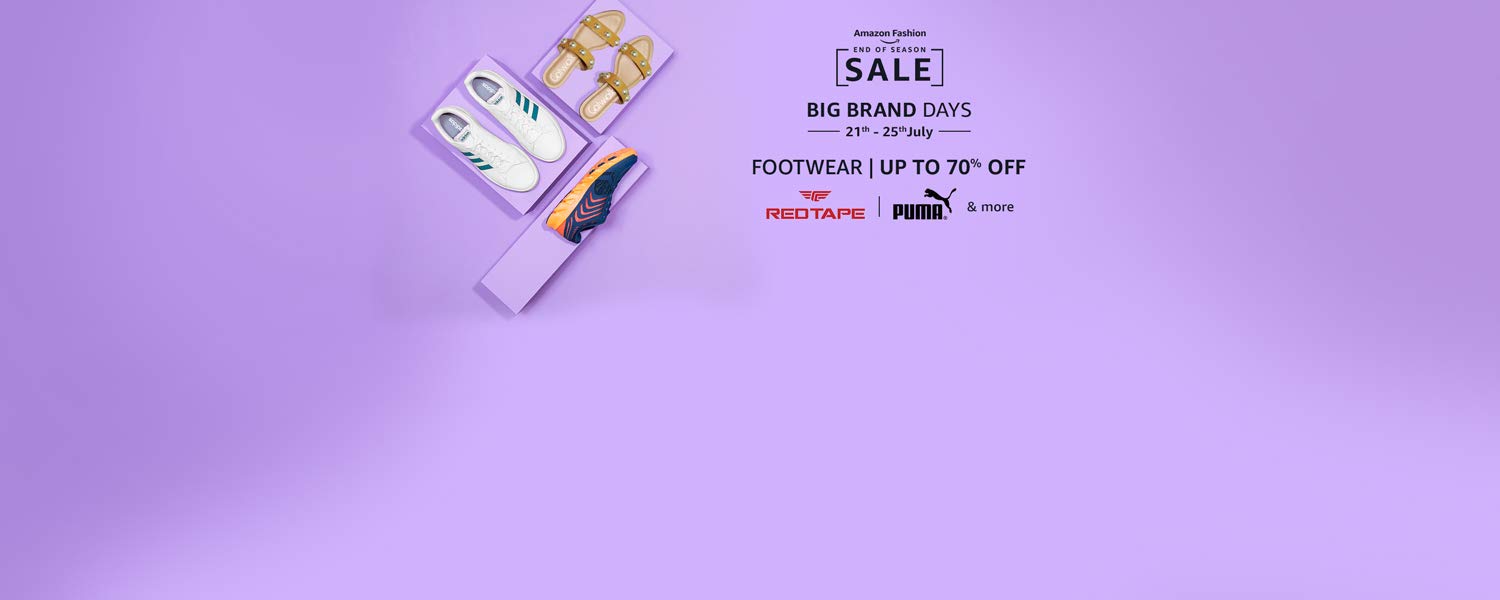 Amazon Fashion
END OF SEASON
SALE
BIG BRAND DAYS
21th - 25th July
FOOTWEAR | UP TO 70% OFF
REDTAPE | PUMA® & more